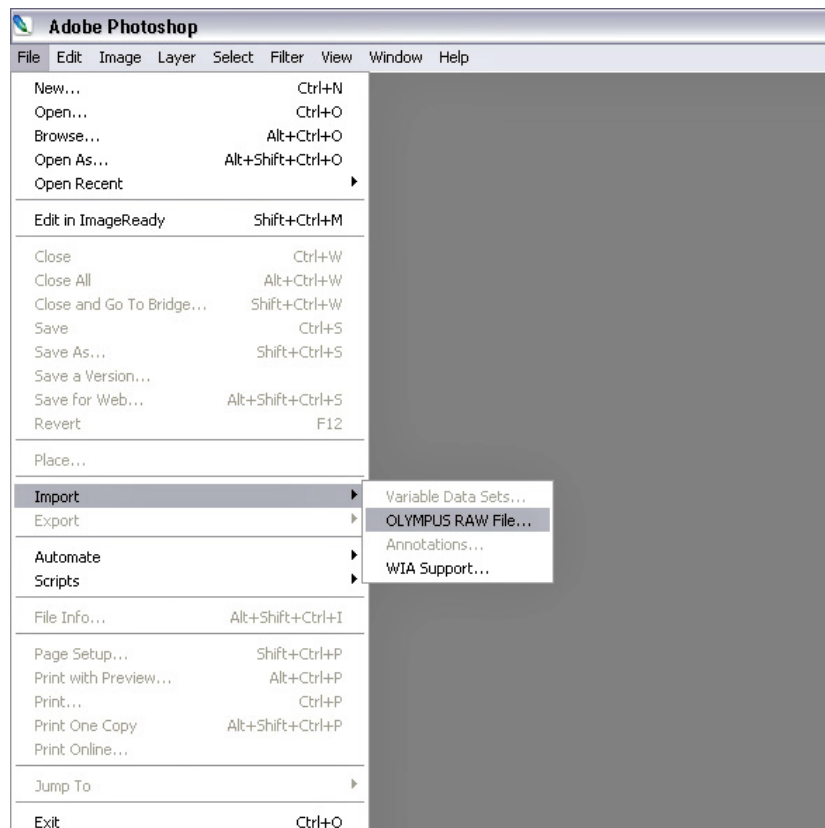 Adobe Photoshop
File Edit Image Layer Select Filter View Window Help
New... Ctrl+N
Open... Ctrl+O
Browse... Alt+Ctrl+O
Open As... Alt+Shift+Ctrl+O
Open Recent
Edit in ImageReady Shift+Ctrl+M
Close Ctrl+W
Close All Alt+Ctrl+W
Close and Go To Bridge... Shift+Ctrl+W
Save Ctrl+S
Save As... Shift+Ctrl+S
Save a Version...
Save for Web... Alt+Shift+Ctrl+S
Revert F12
Place...
Import
Export
Automate
Scripts
File Info... Alt+Shift+Ctrl+I
Page Setup... Shift+Ctrl+P
Print with Preview... Alt+Ctrl+P
Print... Ctrl+P
Print One Copy Alt+Shift+Ctrl+P
Print Online...
Jump To
Exit Ctrl+Q
Variable Data Sets...
OLYMPUS RAW File...
Annotations...
WIA Support...